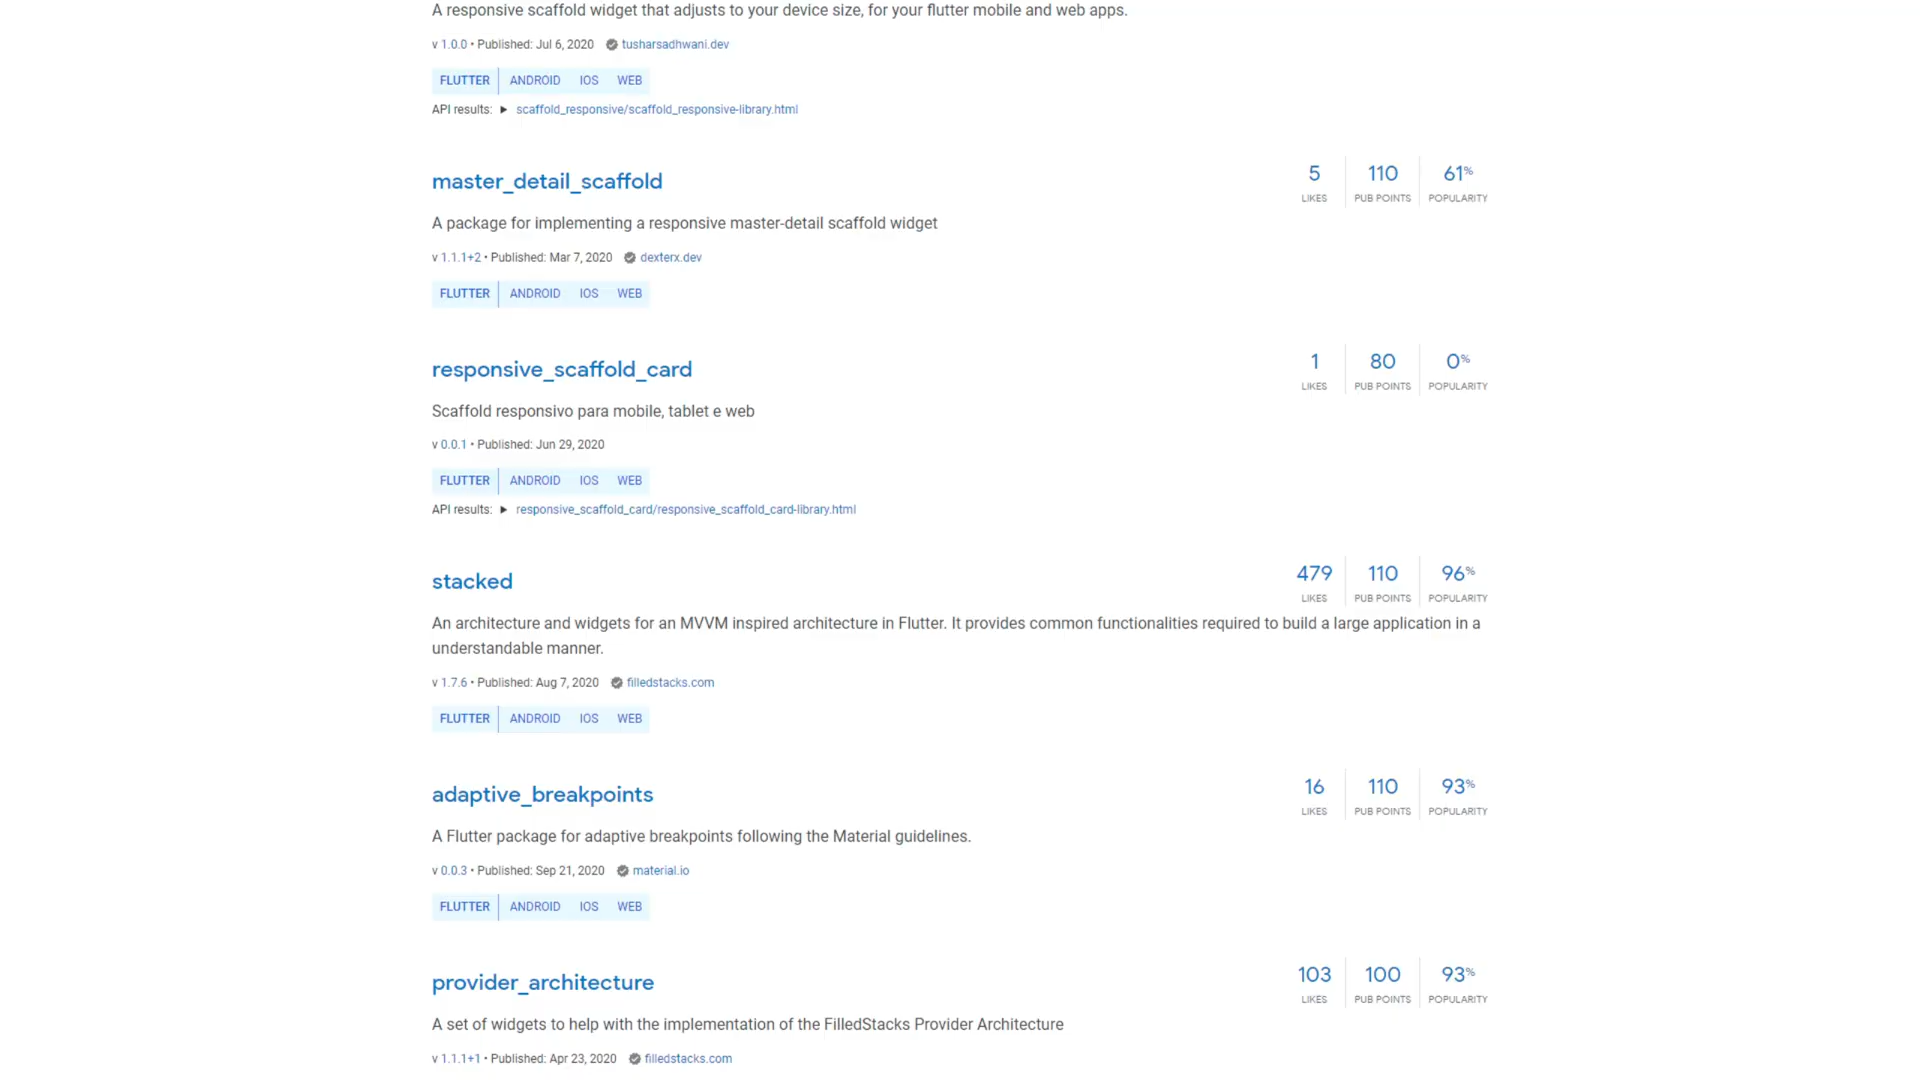 A responsive scaffold widget that adjusts to your device size, for your flutter mobile and web apps.
v 1.0.0 • Published: Jul 6, 2020 tusharsadhwani.dev
FLUTTER ANDROID IOS WEB
API results: ▶ scaffold_responsive/scaffold_responsive-library.html
master_detail_scaffold
5 110 61%
LIKES PUB POINTS POPULARITY
A package for implementing a responsive master-detail scaffold widget
v 1.1.1+2 • Published: Mar 7, 2020 dexterx.dev
FLUTTER ANDROID IOS WEB
responsive_scaffold_card
1 80 0%
LIKES PUB POINTS POPULARITY
Scaffold responsivo para mobile, tablet e web
v 0.0.1 • Published: Jun 29, 2020
FLUTTER ANDROID IOS WEB
API results: ▶ responsive_scaffold_card/responsive_scaffold_card-library.html
stacked
479 110 96%
LIKES PUB POINTS POPULARITY
An architecture and widgets for an MVVM inspired architecture in Flutter. It provides common functionalities required to build a large application in a
understandable manner.
v 1.7.6 • Published: Aug 7, 2020 filledstacks.com
FLUTTER ANDROID IOS WEB
adaptive_breakpoints
16 110 93%
LIKES PUB POINTS POPULARITY
A Flutter package for adaptive breakpoints following the Material guidelines.
v 0.0.3 • Published: Sep 21, 2020 material.io
FLUTTER ANDROID IOS WEB
provider_architecture
103 100 93%
LIKES PUB POINTS POPULARITY
A set of widgets to help with the implementation of the FilledStacks Provider Architecture
v 1.1.1+1 • Published: Apr 23, 2020 filledstacks.com